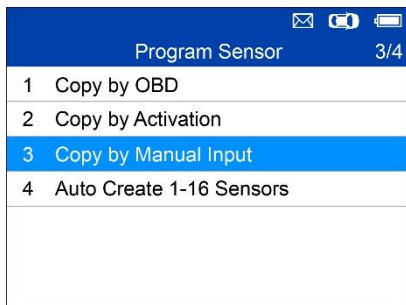 Program Sensor 3/4
1 Copy by OBD
2 Copy by Activation
3 Copy by Manual Input
4 Auto Create 1-16 Sensors